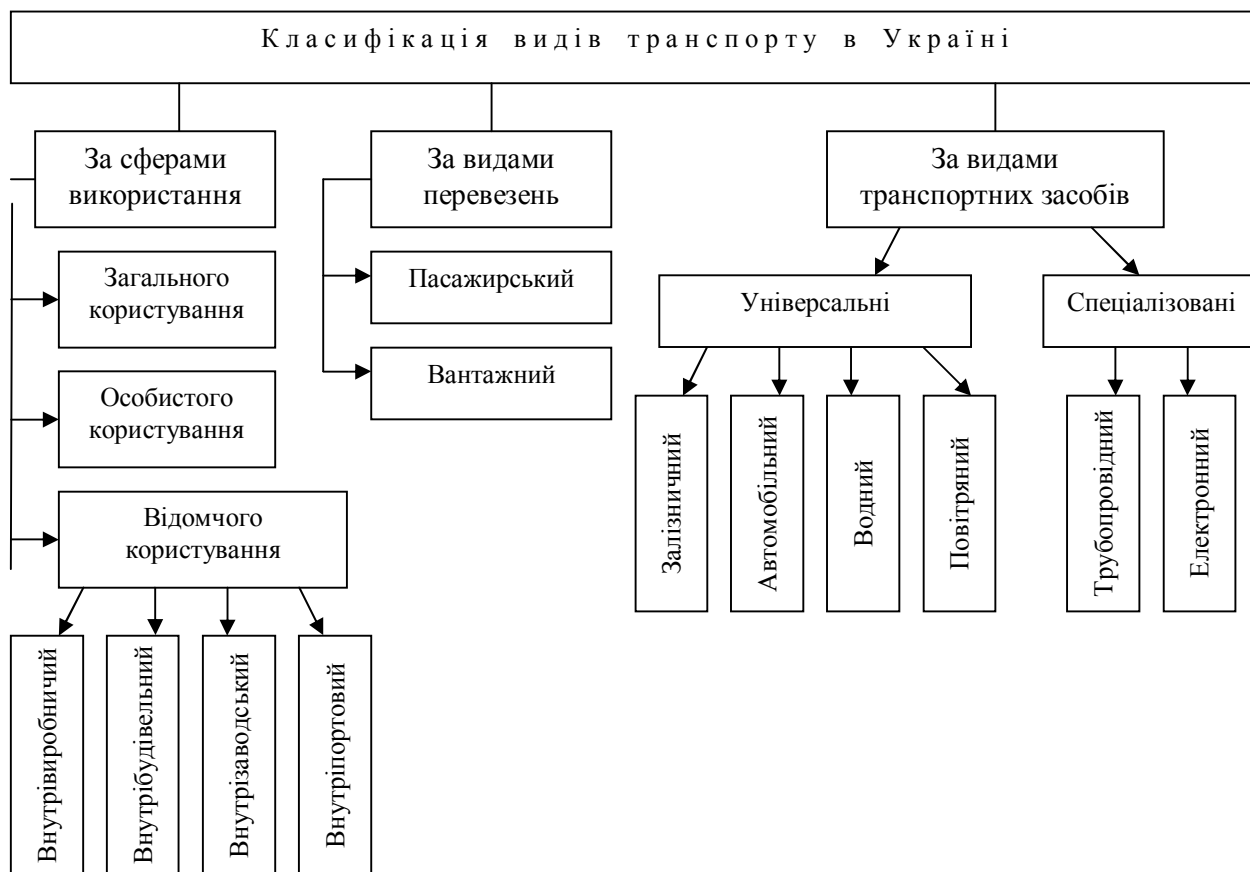 Класифікація видів транспорту в Україні
За сферами
використання
За видами
перевезень
За видами
транспортних засобів
Загального
користування
Особистого
користування
Відомчого
користування
Внутрівиробничий
Внутрібудівельний
Внутрізаводський
Внутріпортовий
Пасажирський
Вантажний
Універсальні
Спеціалізовані
Залізничний
Автомобільний
Водний
Повітряний
Трубопровідний
Електронний